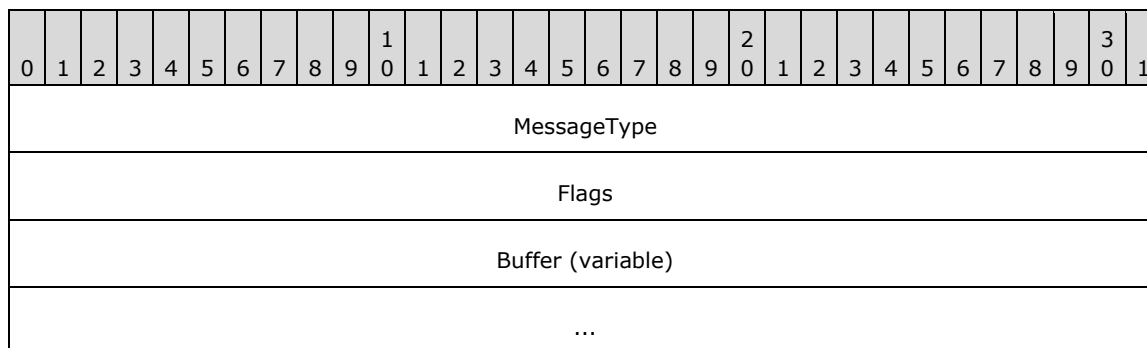 1 2 3
0 1 2 3 4 5 6 7 8 9 0 1 2 3 4 5 6 7 8 9 0 1 2 3 4 5 6 7 8 9 0 1
MessageType
Flags
Buffer (variable)
...